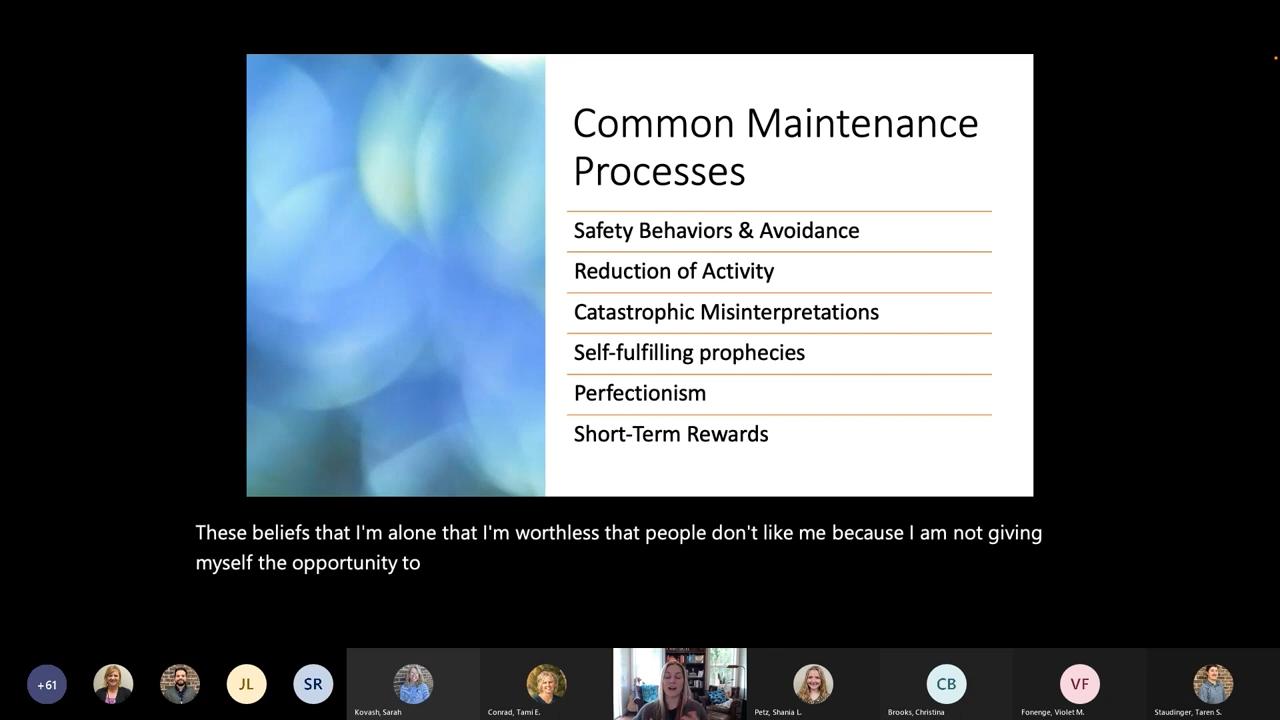 Common Maintenance
Processes
Safety Behaviors & Avoidance
Reduction of Activity
Catastrophic Misinterpretations
Self-fulfilling prophecies
Perfectionism
Short-Term Rewards
These beliefs that I'm alone that I'm worthless that people don't like me because I am not giving
myself the opportunity to
+61
JL
SR
CB
VF
Kovash, Sarah
Conrad, Tami E.
Petz, Shania L.
Brooks, Christina
Fonenge, Violet M.
Staudinger, Taren S.